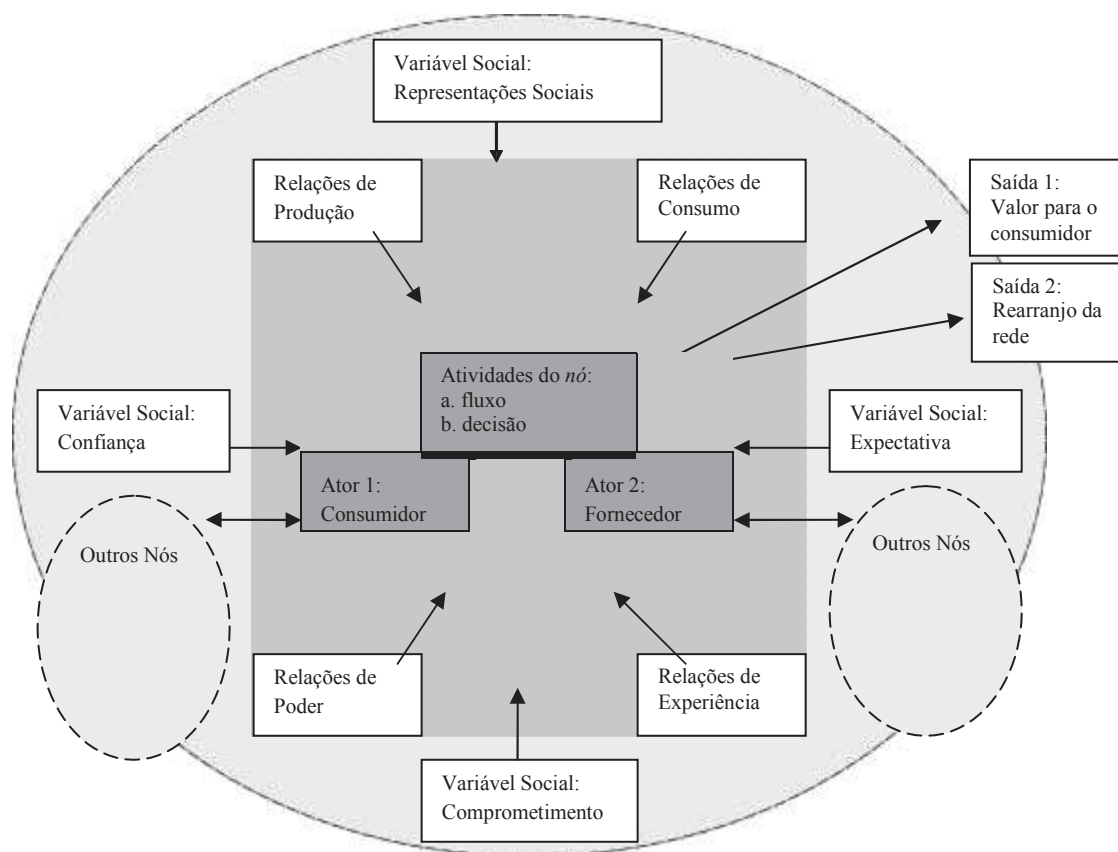 Variável Social:
Representações Sociais
Relações de
Produção
Relações de
Consumo
Saída 1:
Valor para o
consumidor
Saída 2:
Rearranjo da
rede
Atividades do nó:
a. fluxo
b. decisão
Variável Social:
Confiança
Variável Social:
Expectativa
Ator 1:
Consumidor
Ator 2:
Fornecedor
Outros Nós
Outros Nós
Relações de
Poder
Relações de
Experiência
Variável Social:
Comprometimento